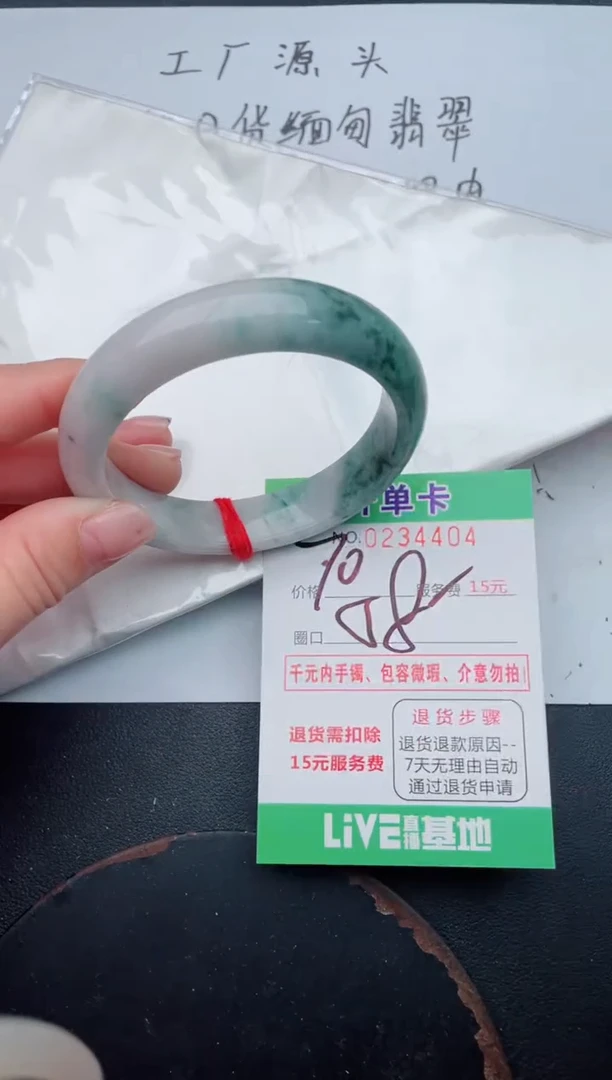 工厂源头
货缅甸翡翠
单卡
NO.0234404
价格 10 服务费 15元
圈口 58
千元内手镯、包容微瑕、介意勿拍
退货需扣除
15元服务费
退货步骤
退货退款原因--
7天无理由自动
通过退货申请
LiVE直播基地